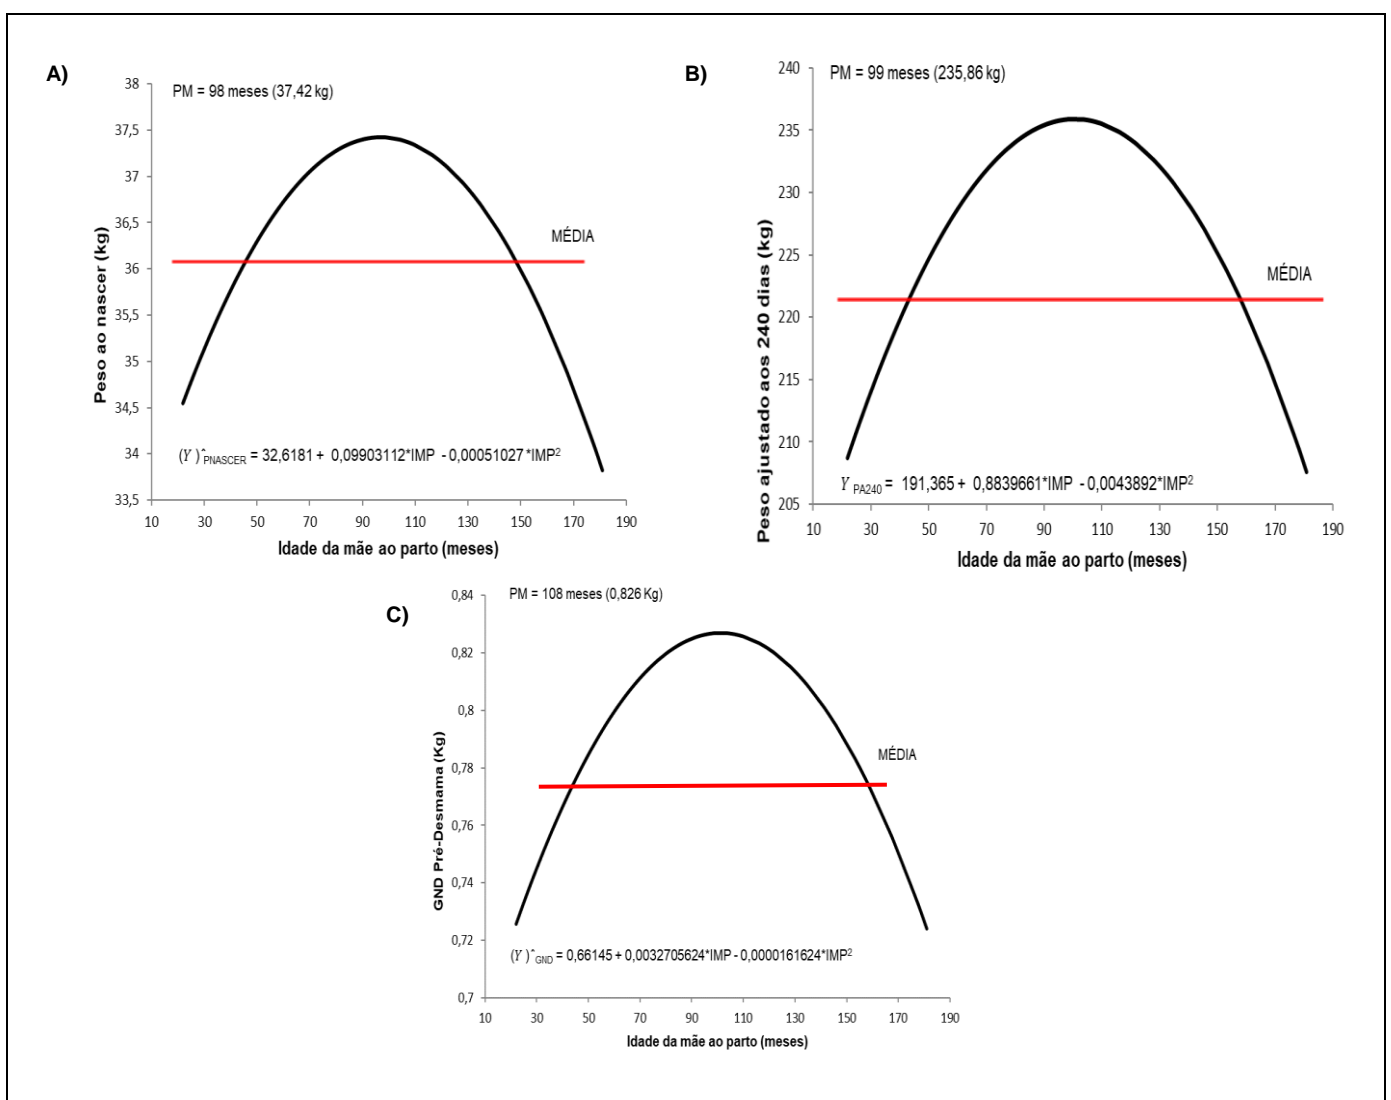 A)
PM = 98 meses (37,42 kg)
38
37,5
37
36,5
36
35,5
35
34,5
34
33,5
Peso ao nascer (kg)
MÉDIA
(Y)^PNASCER = 32,6181 + 0,09903112*IMP - 0,00051027*IMP²
10 30 50 70 90 110 130 150 170 190
Idade da mãe ao parto (meses)
B)
PM = 99 meses (235,86 kg)
240
235
230
225
220
215
210
205
Peso ajustado aos 240 dias (kg)
MÉDIA
Y PA240 = 191,365 + 0,8839661*IMP - 0,0043892*IMP²
10 30 50 70 90 110 130 150 170 190
Idade da mãe ao parto (meses)
C)
PM = 108 meses (0,826 Kg)
0,84
0,82
0,8
0,78
0,76
0,74
0,72
0,7
GND Pré-Desmama (Kg)
MÉDIA
(Y)^GND = 0,66145 + 0,0032705624*IMP - 0,0000161624*IMP²
10 30 50 70 90 110 130 150 170 190
Idade da mãe ao parto (meses)